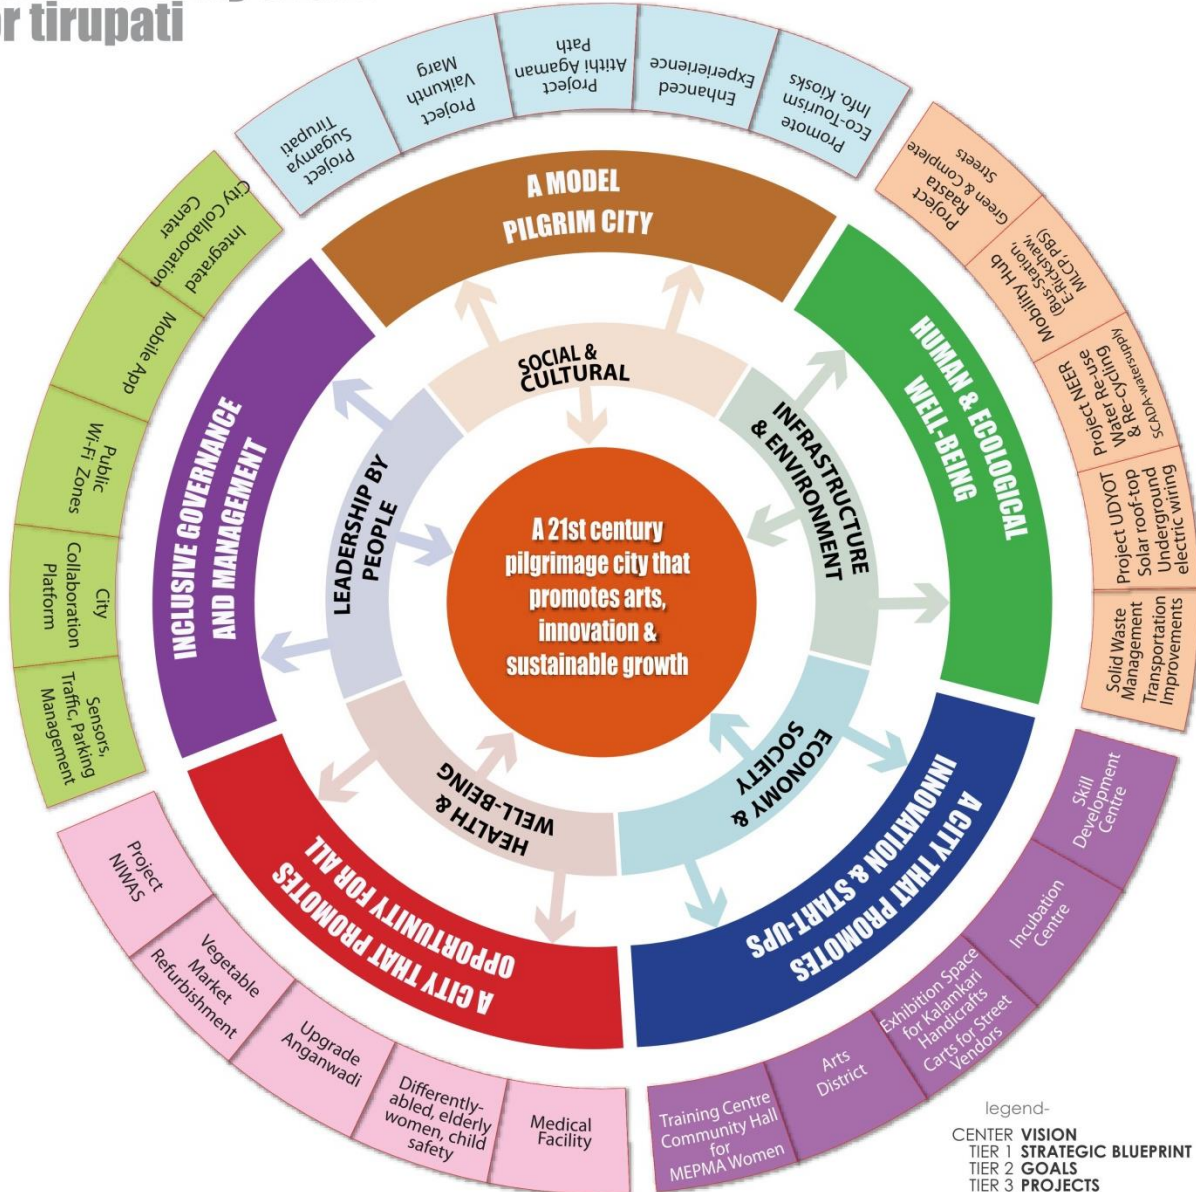 or tirupati
Project
Sugamya
Tirupati
Project
Vaikunth
Marg
Project
Atithi Agaman
Path
Enhanced
Experierience
Promote
Eco-Tourism
Info. Kiosks
Project
Raasta
Green & Complete
Streets
Mobility Hub
(Bus Station,
E-Rickshaw,
MLCP, PBS)
Project NEER
Water Re-use
& Re-cycling
SCADA-watersupply
Project UDYOT
Solar roof-top
Underground
electric wiring
Solid Waste
Management
Transportation
Improvements
Skill
Development
Centre
Incubation
Centre
Exhibition Space
for Kalamkari
Handicrafts
Carts for Street
Vendors
Arts
District
Training Centre
Community Hall
for
MEPMA Women
Medical
Facility
Differently-
abled, elderly
women, child
safety
Upgrade
Anganwadi
Vegetable
Market
Refurbishment
Project
NIWAS
Sensors,
Traffic, Parking
Management
City
Collaboration
Platform
Public
Wi-Fi Zones
Mobile App
Integrated
City Collaboration
Center
A MODEL
PILGRIM CITY
HUMAN & ECOLOGICAL
WELL-BEING
A CITY THAT PROMOTES
INNOVATION & START-UPS
A CITY THAT PROMOTES
OPPORTUNITY FOR ALL
INCLUSIVE GOVERNANCE
AND MANAGEMENT
SOCIAL &
CULTURAL
INFRASTRUCTURE
& ENVIRONMENT
ECONOMY &
SOCIETY
HEALTH &
WELL-BEING
LEADERSHIP BY
PEOPLE
A 21st century
pilgrimage city that
promotes arts,
innovation &
sustainable growth
legend-
CENTER VISION
TIER 1 STRATEGIC BLUEPRINT
TIER 2 GOALS
TIER 3 PROJECTS